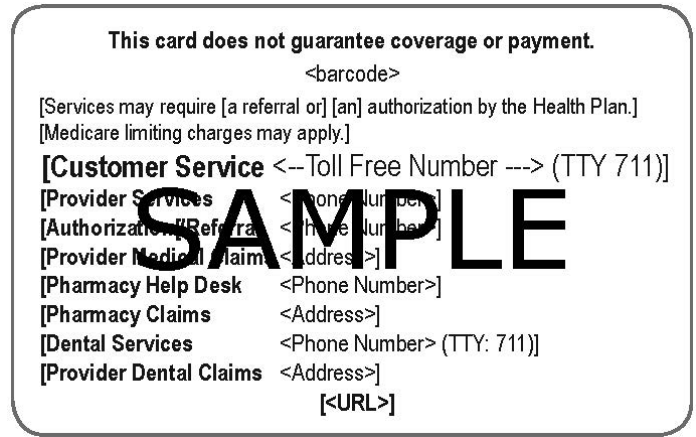 This card does not guarantee coverage or payment.
<barcode>
[Services may require [a referral or] [an] authorization by the Health Plan.]
[Medicare limiting charges may apply.]
[Customer Service <--Toll Free Number ---> (TTY 711)]
[Provider Services <Phone Number>]
[Authorization][Referral <Phone Number>]
[Provider Medical Claims <Address>]
SAMPLE
[Pharmacy Help Desk <Phone Number>]
[Pharmacy Claims <Address>]
[Dental Services <Phone Number> (TTY: 711)]
[Provider Dental Claims <Address>]
[<URL>]